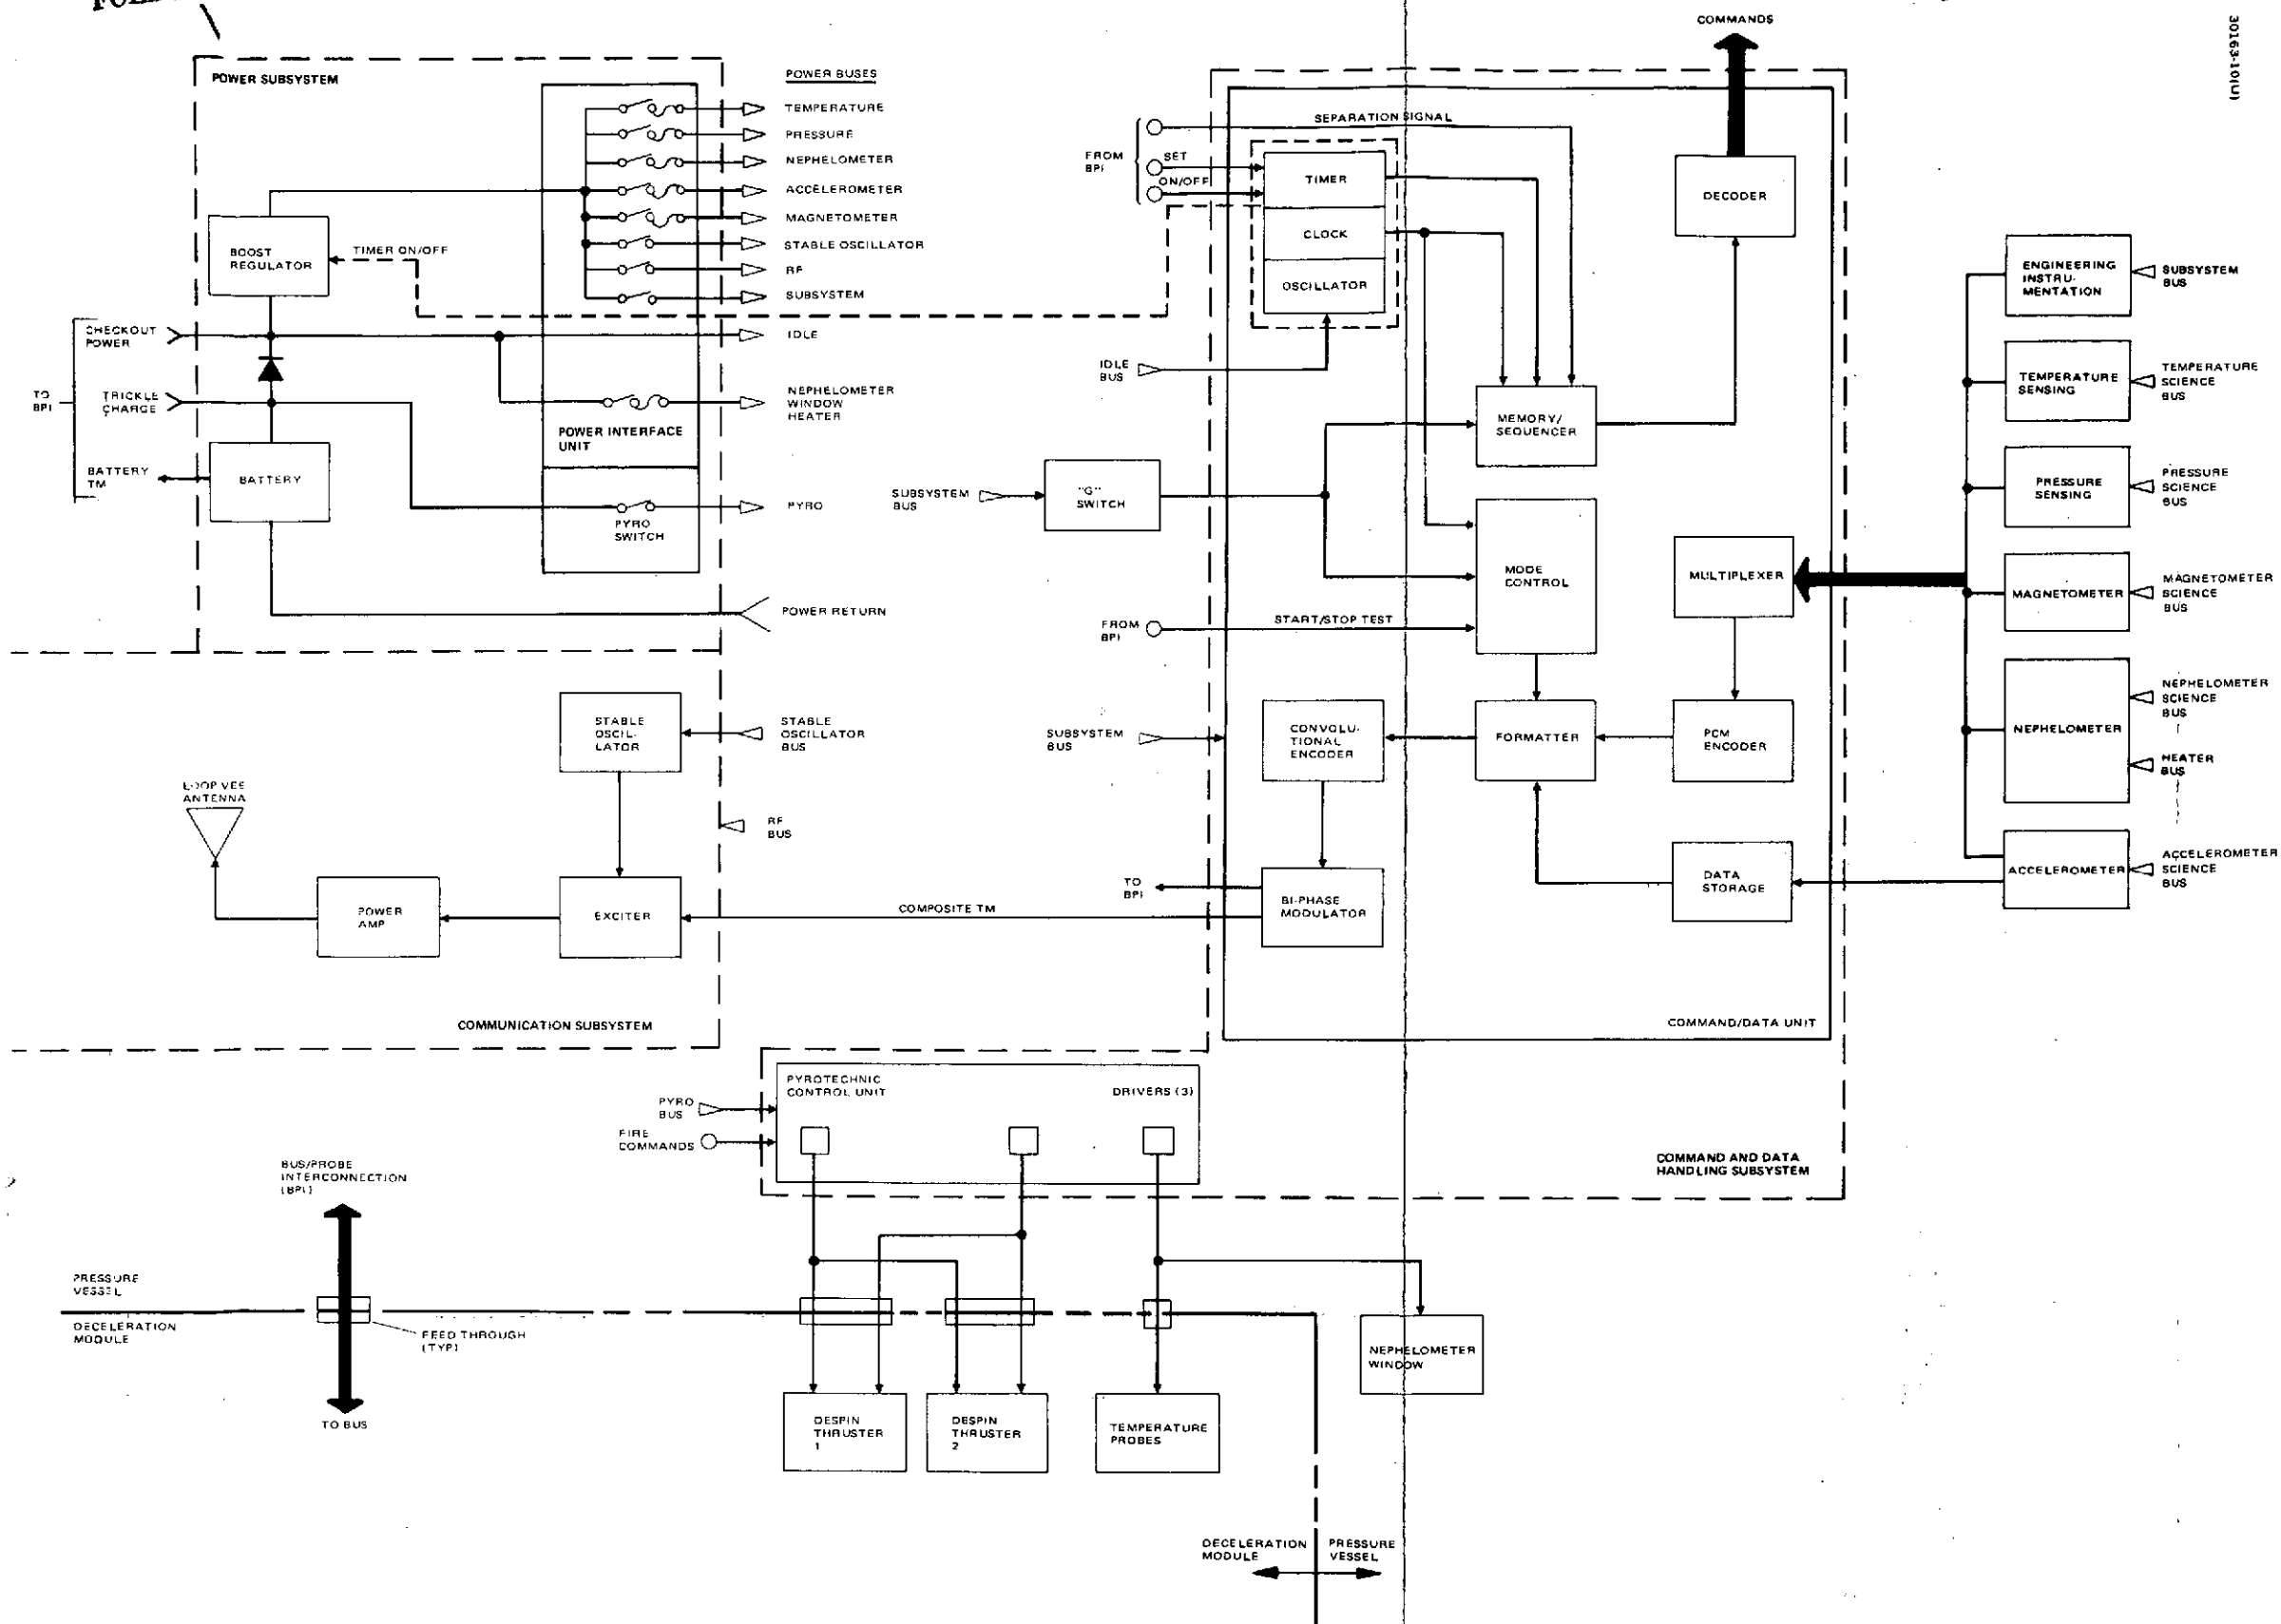 30163-10(U)
POWER SUBSYSTEM
POWER BUSES
TEMPERATURE
PRESSURE
NEPHELOMETER
ACCELEROMETER
MAGNETOMETER
STABLE OSCILLATOR
RF
SUBSYSTEM
IDLE
NEPHELOMETER
WINDOW
HEATER
PYRO
POWER RETURN
BOOST
REGULATOR
TIMER ON/OFF
CHECKOUT
POWER
TO
BPI
TRICKLE
CHARGE
BATTERY
TM
BATTERY
POWER INTERFACE
UNIT
PYRO
SWITCH
STABLE
OSCIL-
LATOR
STABLE
OSCILLATOR
BUS
LOOP VEE
ANTENNA
RF
BUS
POWER
AMP
EXCITER
COMPOSITE TM
COMMUNICATION SUBSYSTEM
COMMANDS
FROM
BPI
SEPARATION SIGNAL
SET
ON/OFF
TIMER
CLOCK
OSCILLATOR
DECODER
IDLE
BUS
MEMORY/
SEQUENCER
SUBSYSTEM
BUS
"G"
SWITCH
MODE
CONTROL
MULTIPLEXER
FROM
BPI
START/STOP TEST
SUBSYSTEM
BUS
CONVOLU-
TIONAL
ENCODER
FORMATTER
PCM
ENCODER
TO
BPI
BI-PHASE
MODULATOR
DATA
STORAGE
COMMAND/DATA UNIT
ENGINEERING
INSTRU-
MENTATION
SUBSYSTEM
BUS
TEMPERATURE
SENSING
TEMPERATURE
SCIENCE
BUS
PRESSURE
SENSING
PRESSURE
SCIENCE
BUS
MAGNETOMETER
MAGNETOMETER
SCIENCE
BUS
NEPHELOMETER
NEPHELOMETER
SCIENCE
BUS
HEATER
BUS
ACCELEROMETER
ACCELEROMETER
SCIENCE
BUS
PYROTECHNIC
CONTROL UNIT
DRIVERS (3)
PYRO
BUS
FIRE
COMMANDS
COMMAND AND DATA
HANDLING SUBSYSTEM
BUS/PROBE
INTERCONNECTION
(BPI)
PRESSURE
VESSEL
DECELERATION
MODULE
FEED THROUGH
(TYP)
TO BUS
NEPHELOMETER
WINDOW
DESPIN
THRUSTER
1
DESPIN
THRUSTER
2
TEMPERATURE
PROBES
DECELERATION
MODULE
PRESSURE
VESSEL